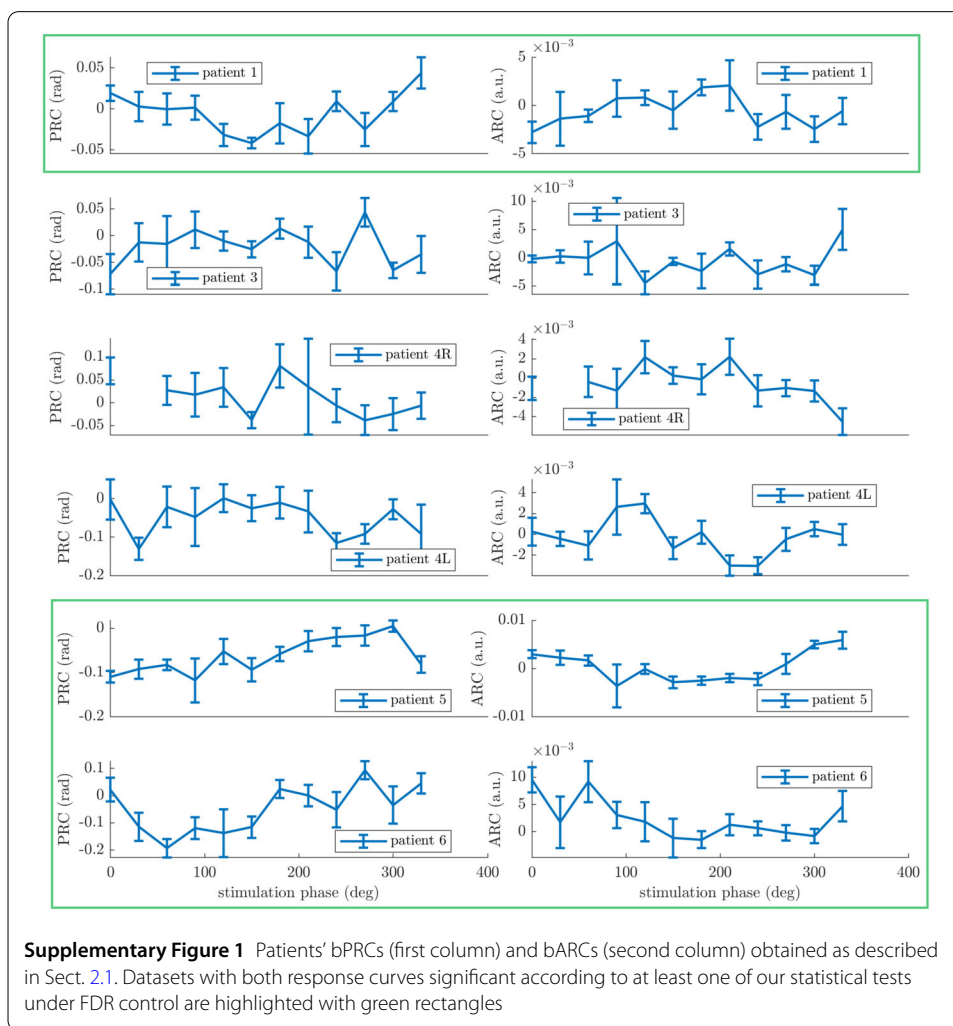 ×10⁻³
0.05
0
-0.05
PRC (rad)
patient 1
5
0
-5
ARC (a.u.)
patient 1
×10⁻³
0.05
0
-0.05
-0.1
PRC (rad)
patient 3
10
5
0
-5
ARC (a.u.)
patient 3
×10⁻³
0.1
0.05
0
-0.05
PRC (rad)
patient 4R
4
2
0
-2
-4
ARC (a.u.)
patient 4R
×10⁻³
0
-0.1
-0.2
PRC (rad)
patient 4L
4
2
0
-2
ARC (a.u.)
patient 4L
0
-0.1
-0.2
PRC (rad)
patient 5
0.01
0
-0.01
ARC (a.u.)
patient 5
×10⁻³
0.1
0
-0.1
-0.2
PRC (rad)
patient 6
10
5
0
ARC (a.u.)
patient 6
0 100 200 300 400
0 100 200 300 400
stimulation phase (deg)
stimulation phase (deg)
Supplementary Figure 1 Patients’ bPRCs (first column) and bARCs (second column) obtained as described
in Sect. 2.1. Datasets with both response curves significant according to at least one of our statistical tests
under FDR control are highlighted with green rectangles